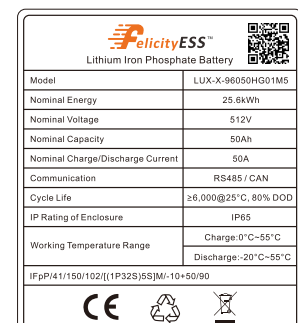 FelicityESS™
Lithium Iron Phosphate Battery
Model LUX-X-96050HG01M5
Nominal Energy 25.6kWh
Nominal Voltage 512V
Nominal Capacity 50Ah
Nominal Charge/Discharge Current 50A
Communication RS485 / CAN
Cycle Life ≥6,000@25°C, 80% DOD
IP Rating of Enclosure IP65
Working Temperature Range Charge:0°C~55°C
Discharge:-20°C~55°C
IFpP/41/150/102/[(1P32S)5S]M/-10+50/90
CE